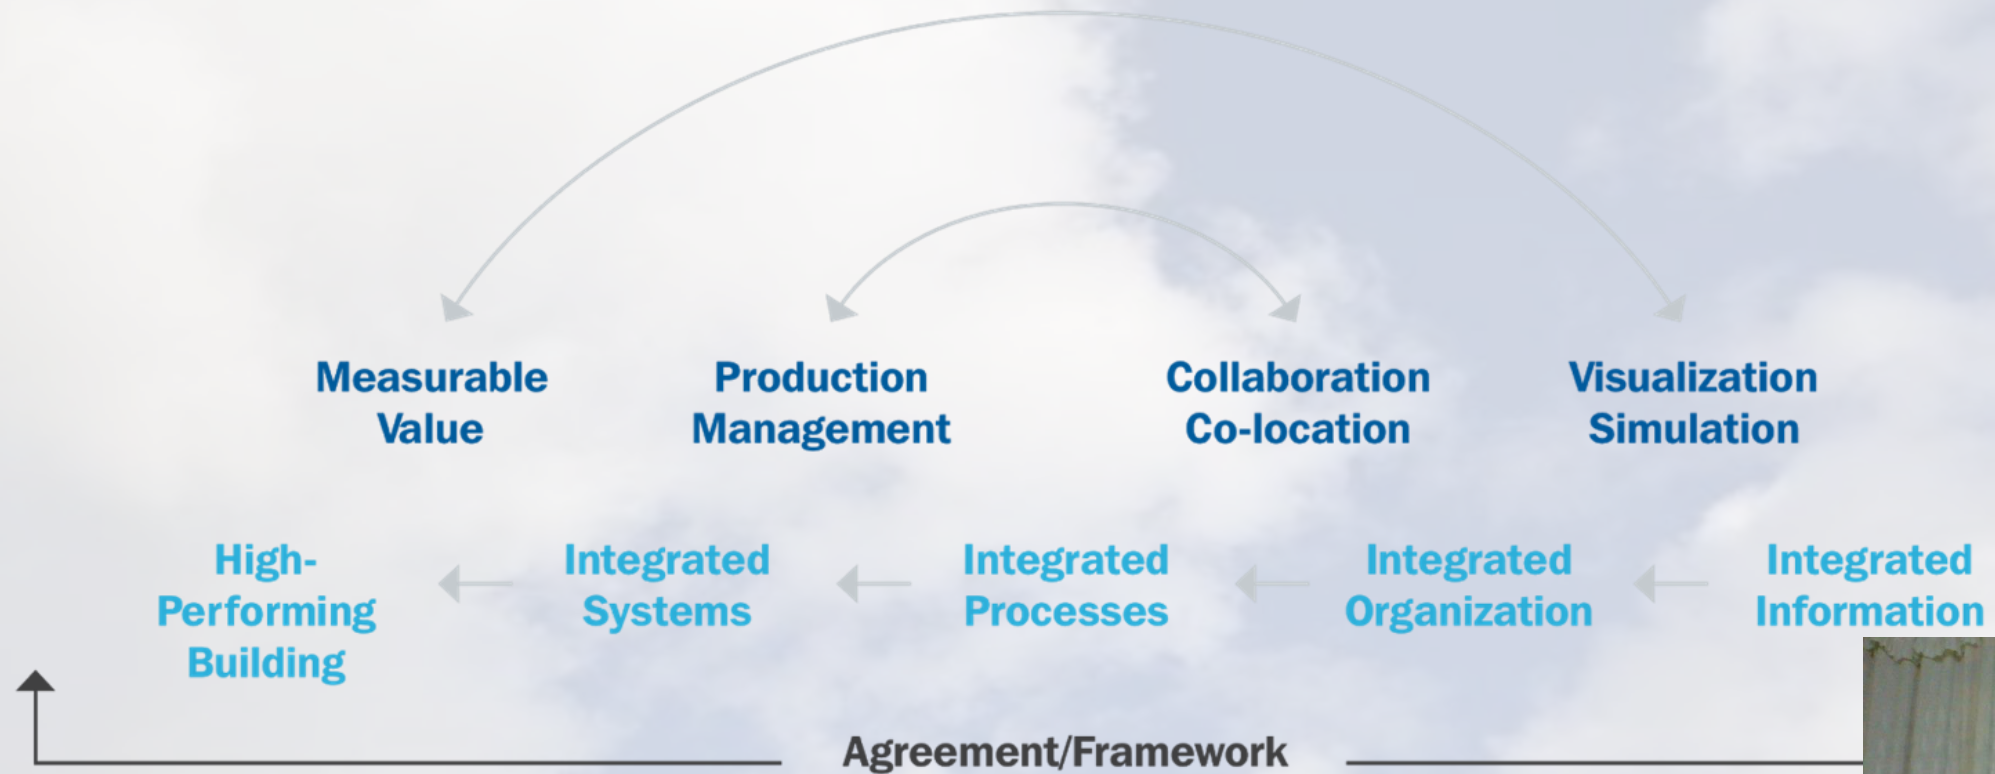 Measurable
Value
Production
Management
Collaboration
Co-location
Visualization
Simulation
High-
Performing
Building
Integrated
Systems
Integrated
Processes
Integrated
Organization
Integrated
Information
Agreement/Framework